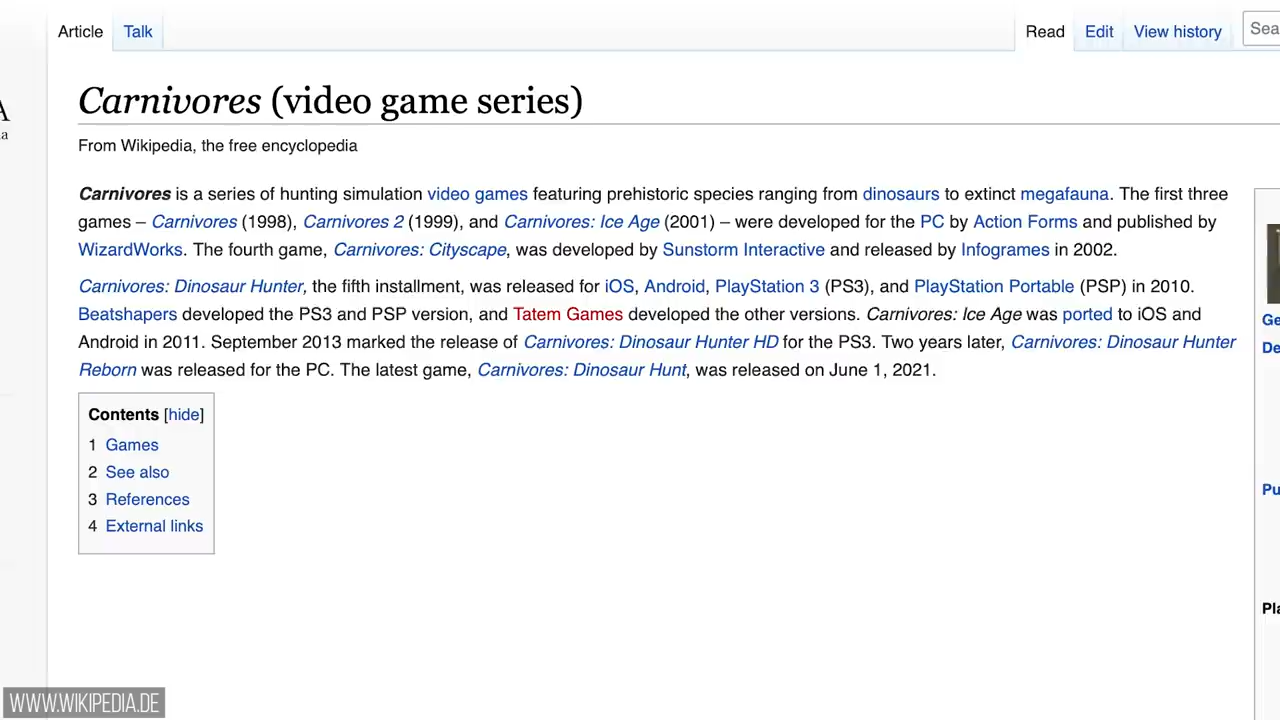 Article Talk Read Edit View history Sea
A
a
Carnivores (video game series)
From Wikipedia, the free encyclopedia
Carnivores is a series of hunting simulation video games featuring prehistoric species ranging from dinosaurs to extinct megafauna. The first three
games – Carnivores (1998), Carnivores 2 (1999), and Carnivores: Ice Age (2001) – were developed for the PC by Action Forms and published by
WizardWorks. The fourth game, Carnivores: Cityscape, was developed by Sunstorm Interactive and released by Infogrames in 2002.
Carnivores: Dinosaur Hunter, the fifth installment, was released for iOS, Android, PlayStation 3 (PS3), and PlayStation Portable (PSP) in 2010.
Beatshapers developed the PS3 and PSP version, and Tatem Games developed the other versions. Carnivores: Ice Age was ported to iOS and
Android in 2011. September 2013 marked the release of Carnivores: Dinosaur Hunter HD for the PS3. Two years later, Carnivores: Dinosaur Hunter
Reborn was released for the PC. The latest game, Carnivores: Dinosaur Hunt, was released on June 1, 2021.
Contents [hide]
1 Games
2 See also
3 References
4 External links
Ge
De
Pu
Pla
WWW.WIKIPEDIA.DE